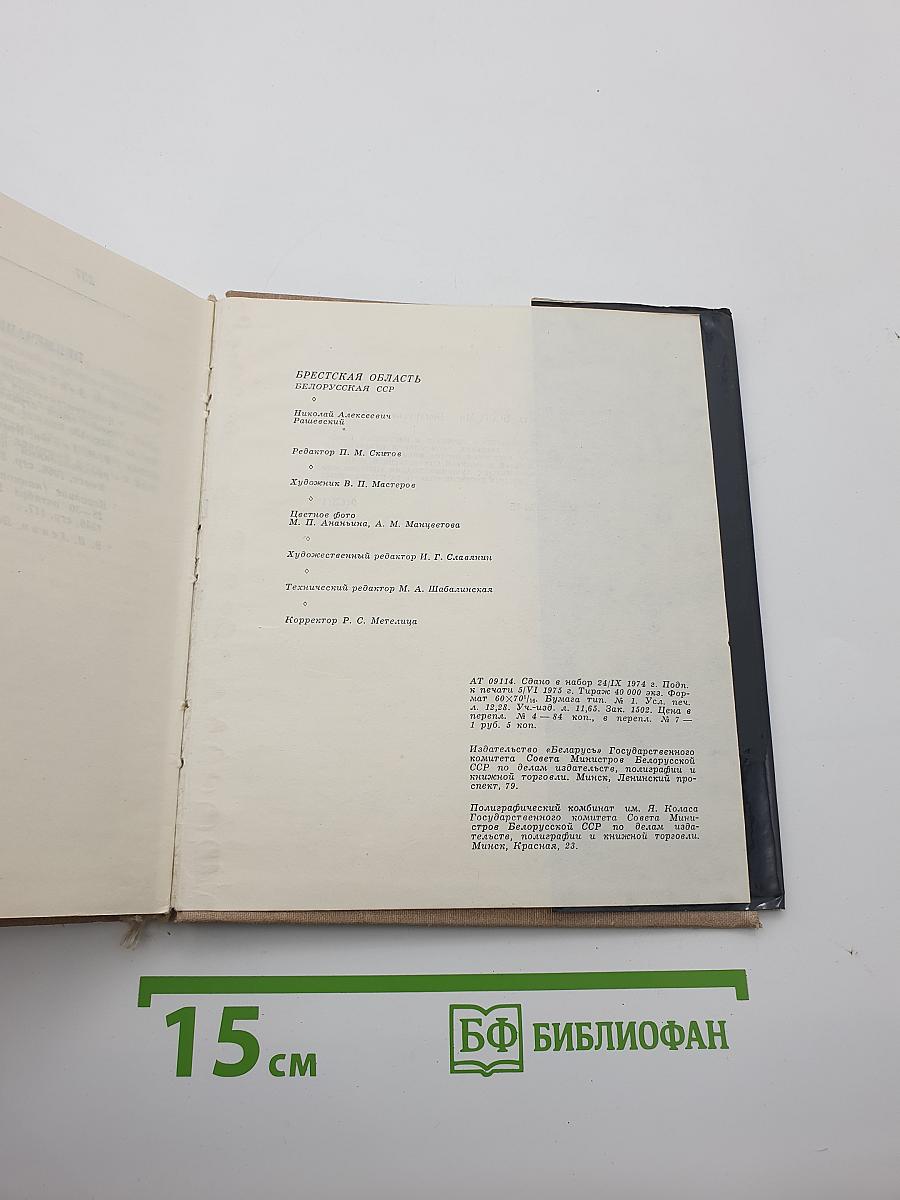 БРЕСТСКАЯ ОБЛАСТЬ
БЕЛОРУССКАЯ ССР
Николай Алексеевич
Рашевский
Редактор П. М. Скитов
Художник В. П. Мастеров
Цветное фото
М. П. Ананьина, А. М. Манцветова
Художественный редактор И. Г. Славянин
Технический редактор М. А. Шабалинская
Корректор Р. С. Метелица
АТ 09114. Сдано в набор 24/IX 1974 г. Подп.
к печати 5/VI 1975 г. Тираж 40 000 экз. Фор-
мат 60×70¹/₁₆. Бумага тип. № 1. Усл. печ.
л. 12,28. Уч.-изд. л. 11,65. Зак. 1502. Цена в
перепл. № 4 — 84 коп., в перепл. № 7 —
1 руб. 5 коп.
Издательство «Беларусь» Государственного
комитета Совета Министров Белорусской
ССР по делам издательств, полиграфии и
книжной торговли. Минск, Ленинский про-
спект, 79.
Полиграфический комбинат им. Я. Коласа
Государственного комитета Совета Мини-
стров Белорусской ССР по делам изда-
тельств, полиграфии и книжной торговли.
Минск, Красная, 23.
15 см
БФ БИБЛИОФАН